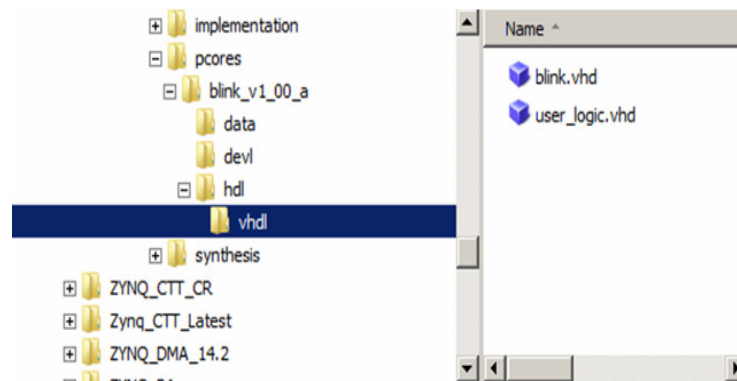 implementation
pcores
blink_v1_00_a
data
devl
hdl
vhdl
synthesis
ZYNQ_CTT_CR
Zynq_CTT_Latest
ZYNQ_DMA_14.2
Name
blink.vhd
user_logic.vhd